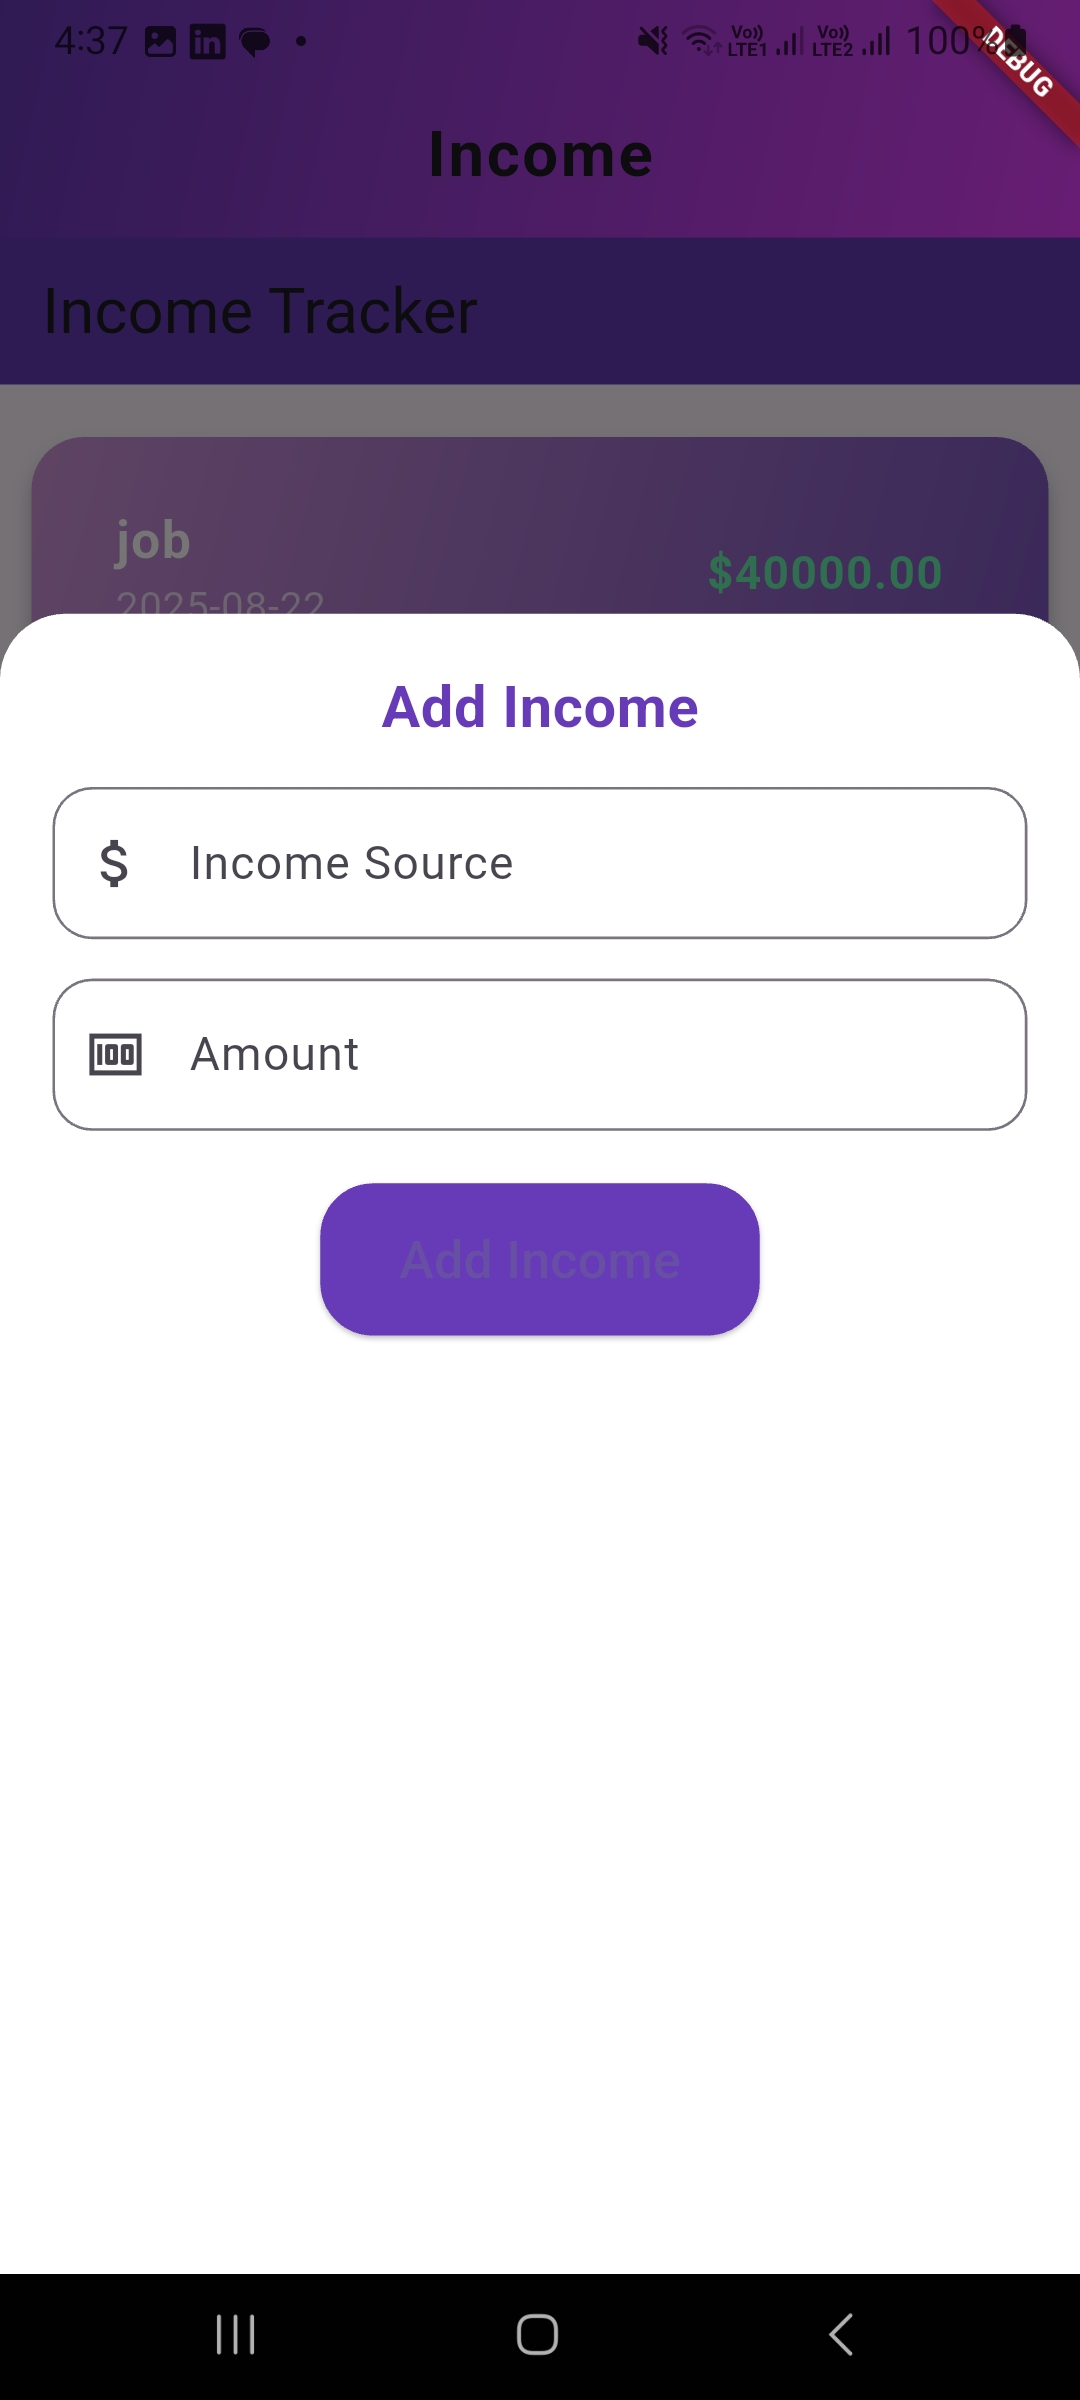 4:37 in Vo)) LTE1 Vo)) LTE2 100%
DEBUG
Income
Income Tracker
job
$40000.00
2025-08-22
Add Income
$ Income Source
100 Amount
Add Income